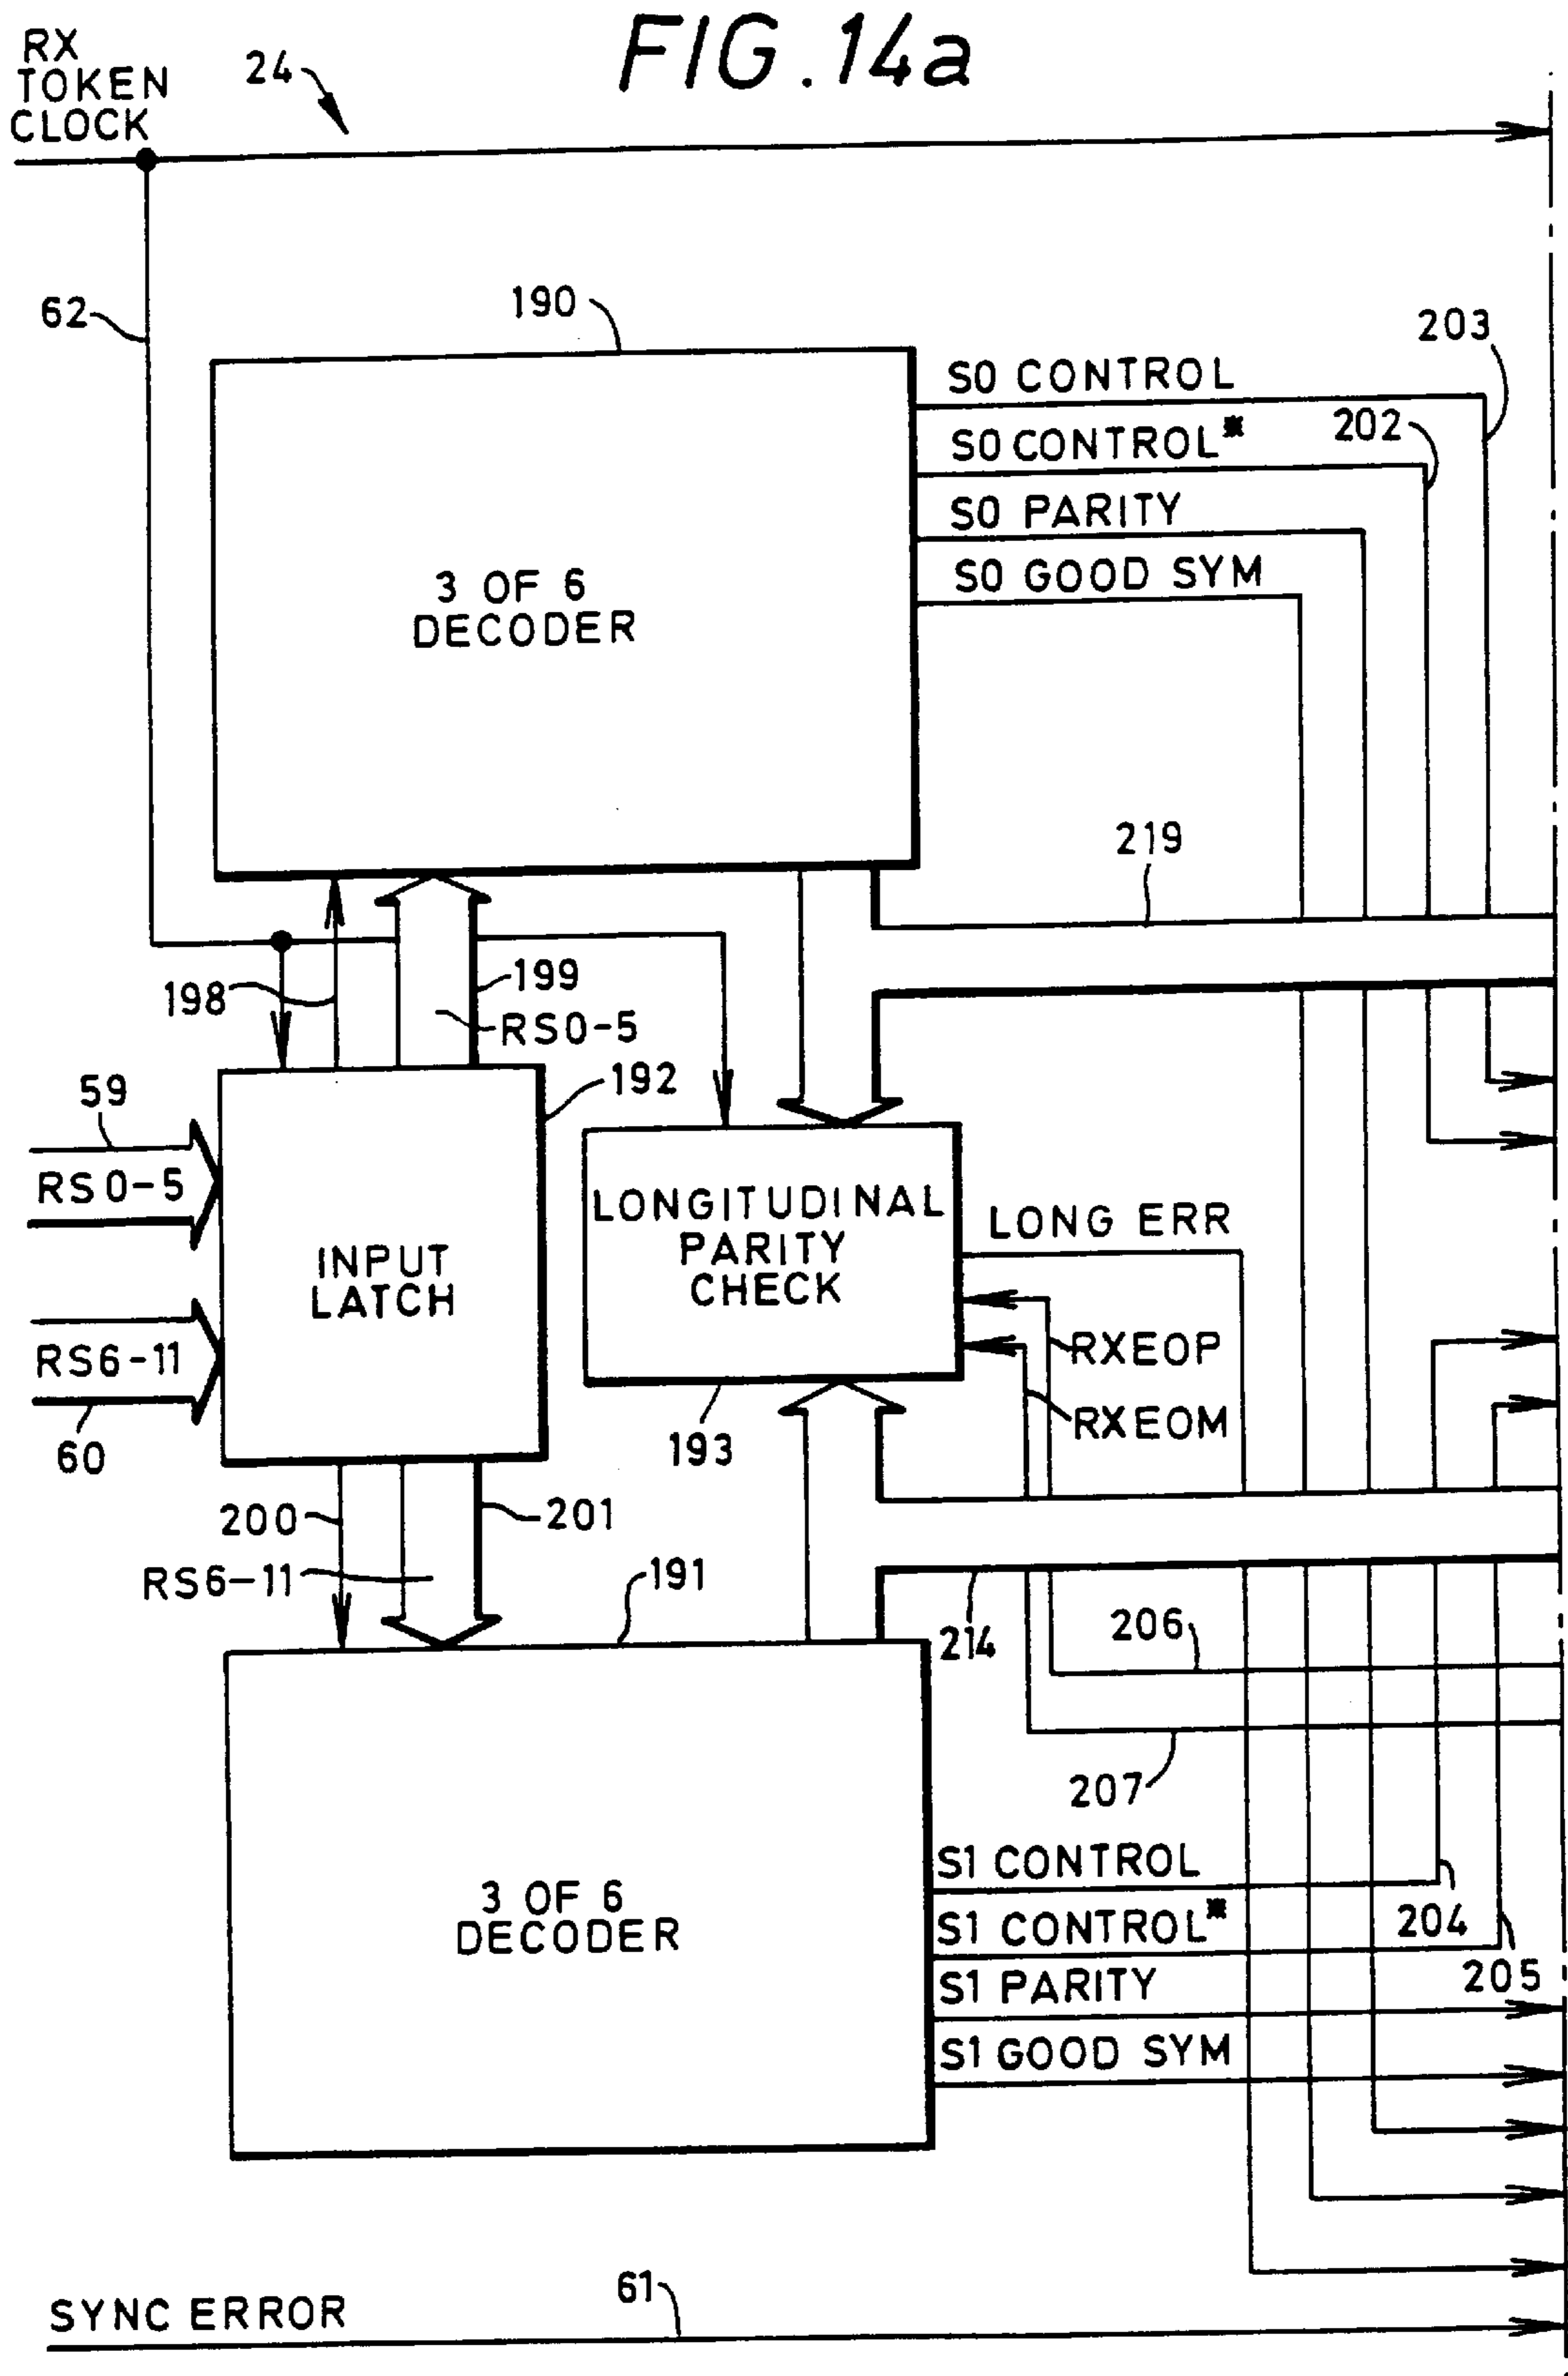 FIG.14a
RX
TOKEN
CLOCK
24
62
190
203
S0 CONTROL
202
S0 CONTROL*
S0 PARITY
S0 GOOD SYM
3 OF 6
DECODER
219
198
199
RS0-5
192
59
RS0-5
LONGITUDINAL
PARITY
CHECK
LONG ERR
INPUT
LATCH
RXEOP
RS6-11
RXEOM
60
193
200
201
RS6-11
191
214
206
207
S1 CONTROL
204
3 OF 6
DECODER
S1 CONTROL*
205
S1 PARITY
S1 GOOD SYM
61
SYNC ERROR